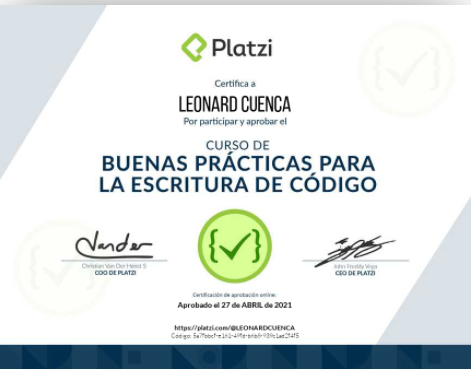 Platzi
Certifica a
LEONARD CUENCA
Por participar y aprobar el
CURSO DE
BUENAS PRÁCTICAS PARA
LA ESCRITURA DE CÓDIGO
Christian Van Der Henst S
COO DE PLATZI
John Freddy Vega
CEO DE PLATZI
Certificación de aprobación online:
Aprobado el 27 de ABRIL de 2021
https://platzi.com/@LEONARDCUENCA
Código: